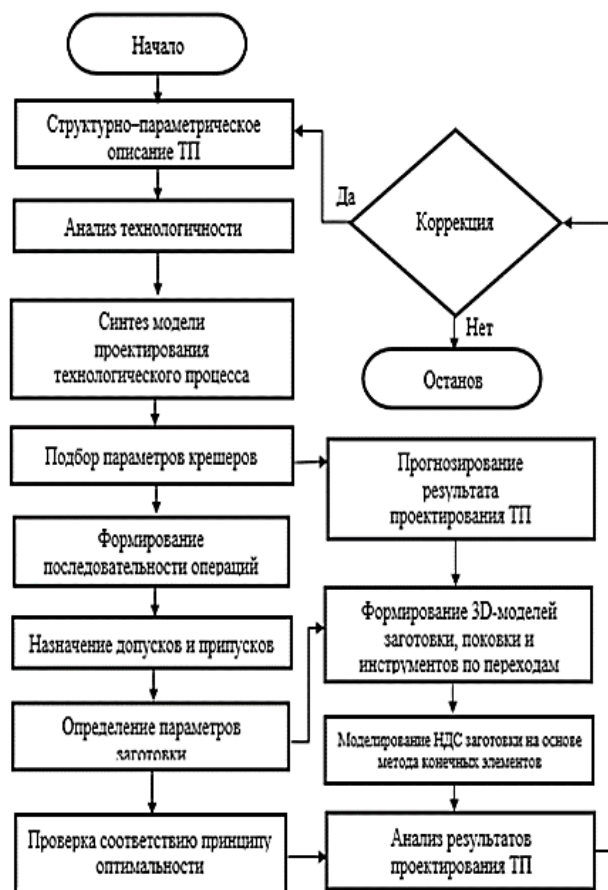 Начало
Структурно–параметрическое
описание ТП
Анализ технологичности
Синтез модели
проектирования
технологического процесса
Подбор параметров крешеров
Формирование
последовательности операций
Назначение допусков и припусков
Определение параметров
заготовки
Проверка соответствию принципу
оптимальности
Да
Коррекция
Нет
Останов
Прогнозирование
результата
проектирования ТП
Формирование 3D-моделей
заготовки, поковки и
инструментов по переходам
Моделирование НДС заготовки на основе
метода конечных элементов
Анализ результатов
проектирования ТП